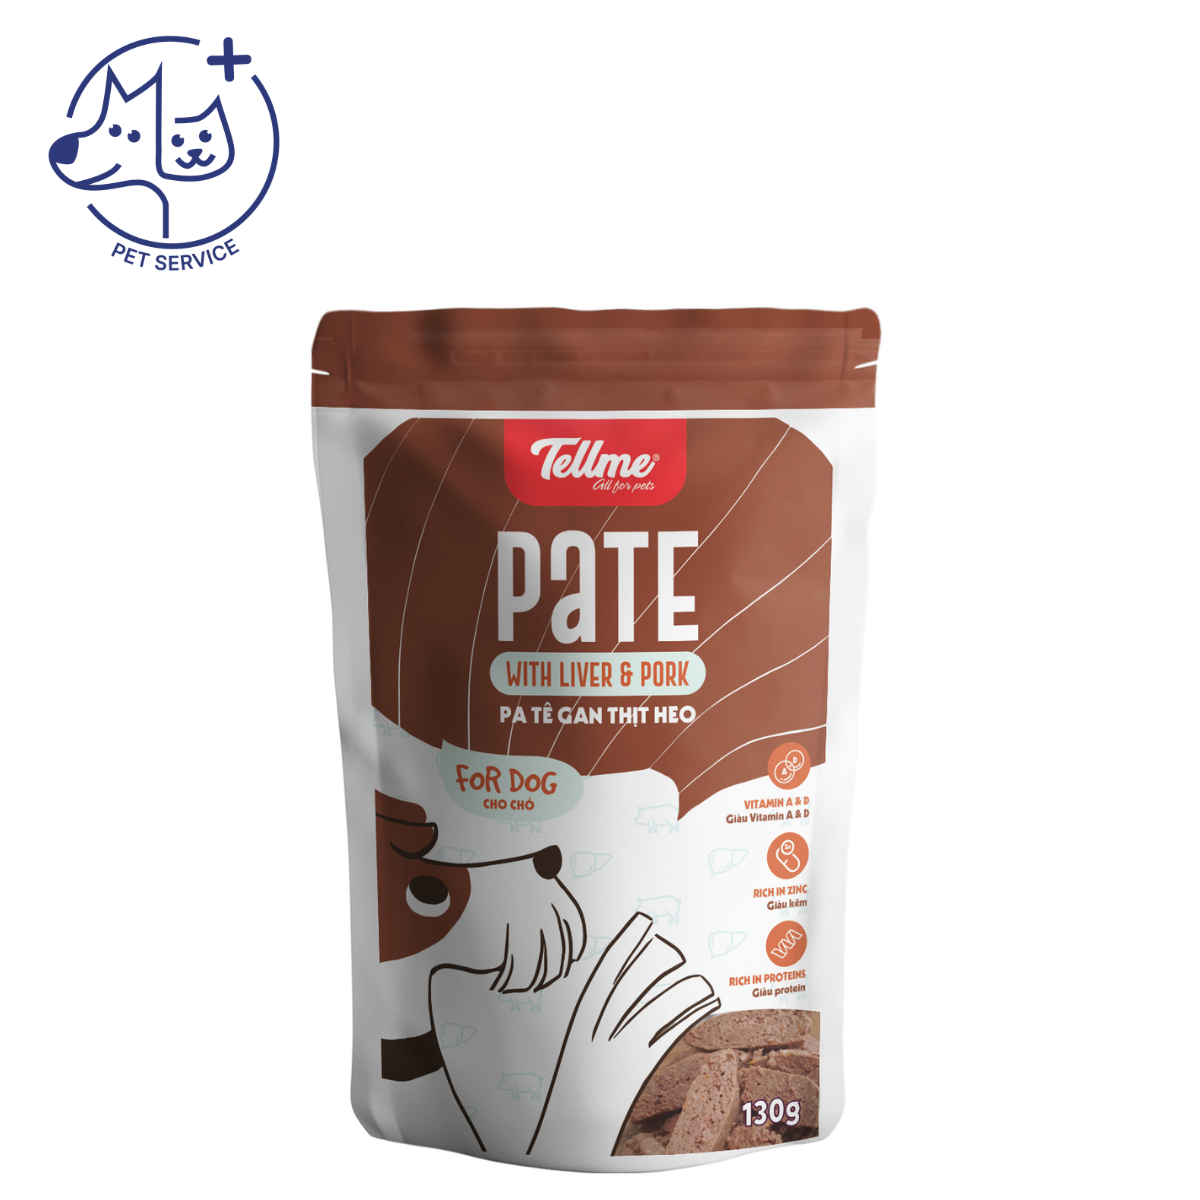 PET SERVICE
Tellme®
All for pets
PaTE
WITH LIVER & PORK
PA TÊ GAN THỊT HEO
FOR DOG
CHO CHÓ
VITAMIN A & D
Giàu Vitamin A & D
RICH IN ZINC
Giàu kẽm
RICH IN PROTEINS
Giàu protein
130g